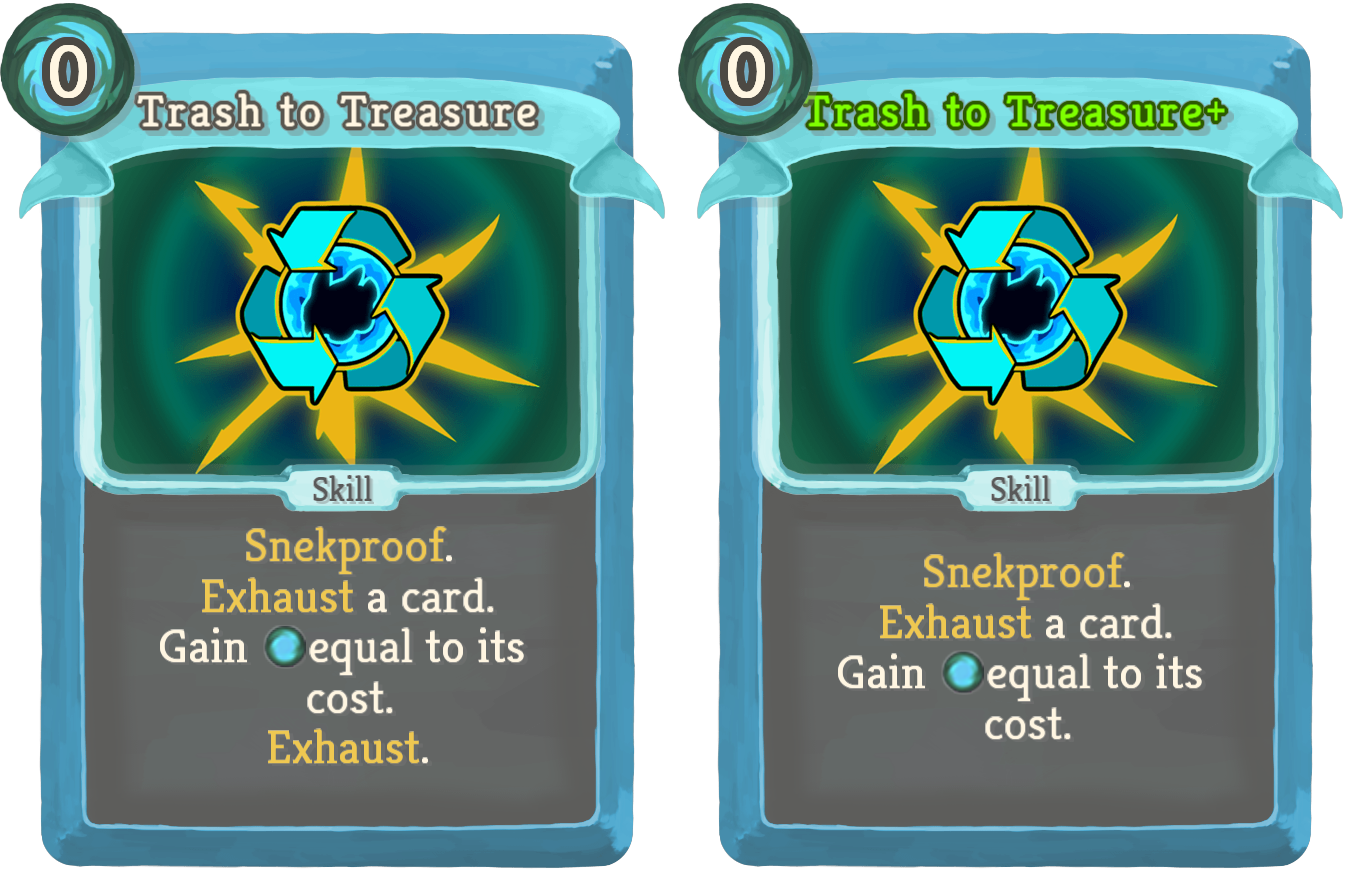 0
Trash to Treasure
Skill
Snekproof.
Exhaust a card.
Gain equal to its
cost.
Exhaust.
0
Trash to Treasure+
Skill
Snekproof.
Exhaust a card.
Gain equal to its
cost.